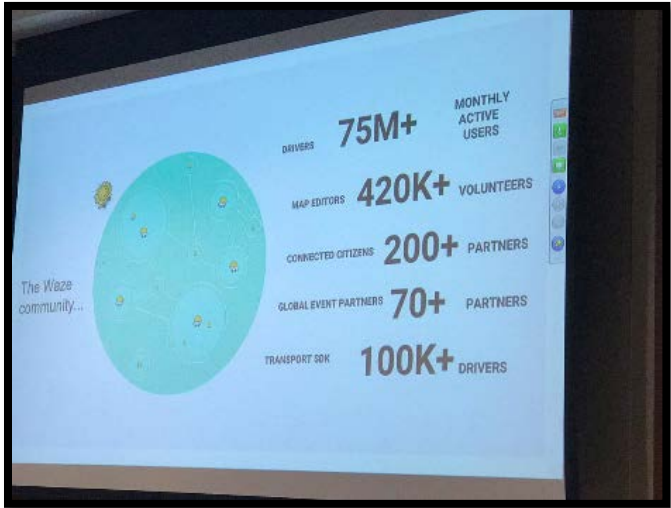 The Waze
community...
DRIVERS 75M+ MONTHLY
ACTIVE
USERS
MAP EDITORS 420K+ VOLUNTEERS
CONNECTED CITIZENS 200+ PARTNERS
GLOBAL EVENT PARTNERS 70+ PARTNERS
TRANSPORT SDK 100K+ DRIVERS